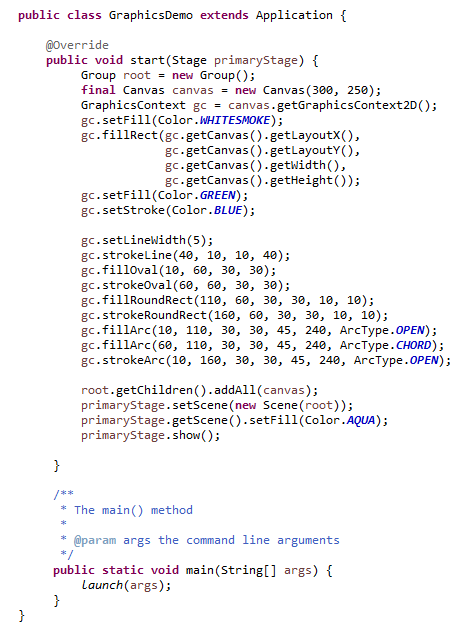 public class GraphicsDemo extends Application {
@Override
public void start(Stage primaryStage) {
Group root = new Group();
final Canvas canvas = new Canvas(300, 250);
GraphicsContext gc = canvas.getGraphicsContext2D();
gc.setFill(Color.WHITESMOKE);
gc.fillRect(gc.getCanvas().getLayoutX(),
gc.getCanvas().getLayoutY(),
gc.getCanvas().getWidth(),
gc.getCanvas().getHeight());
gc.setFill(Color.GREEN);
gc.setStroke(Color.BLUE);
gc.setLineWidth(5);
gc.strokeLine(40, 10, 10, 40);
gc.fillOval(10, 60, 30, 30);
gc.strokeOval(60, 60, 30, 30);
gc.fillRoundRect(110, 60, 30, 30, 10, 10);
gc.strokeRoundRect(160, 60, 30, 30, 10, 10);
gc.fillArc(10, 110, 30, 30, 45, 240, ArcType.OPEN);
gc.fillArc(60, 110, 30, 30, 45, 240, ArcType.CHORD);
gc.strokeArc(10, 160, 30, 30, 45, 240, ArcType.OPEN);
root.getChildren().addAll(canvas);
primaryStage.setScene(new Scene(root));
primaryStage.getScene().setFill(Color.AQUA);
primaryStage.show();
}
/**
* The main() method
*
* @param args the command line arguments
*/
public static void main(String[] args) {
launch(args);
}
}